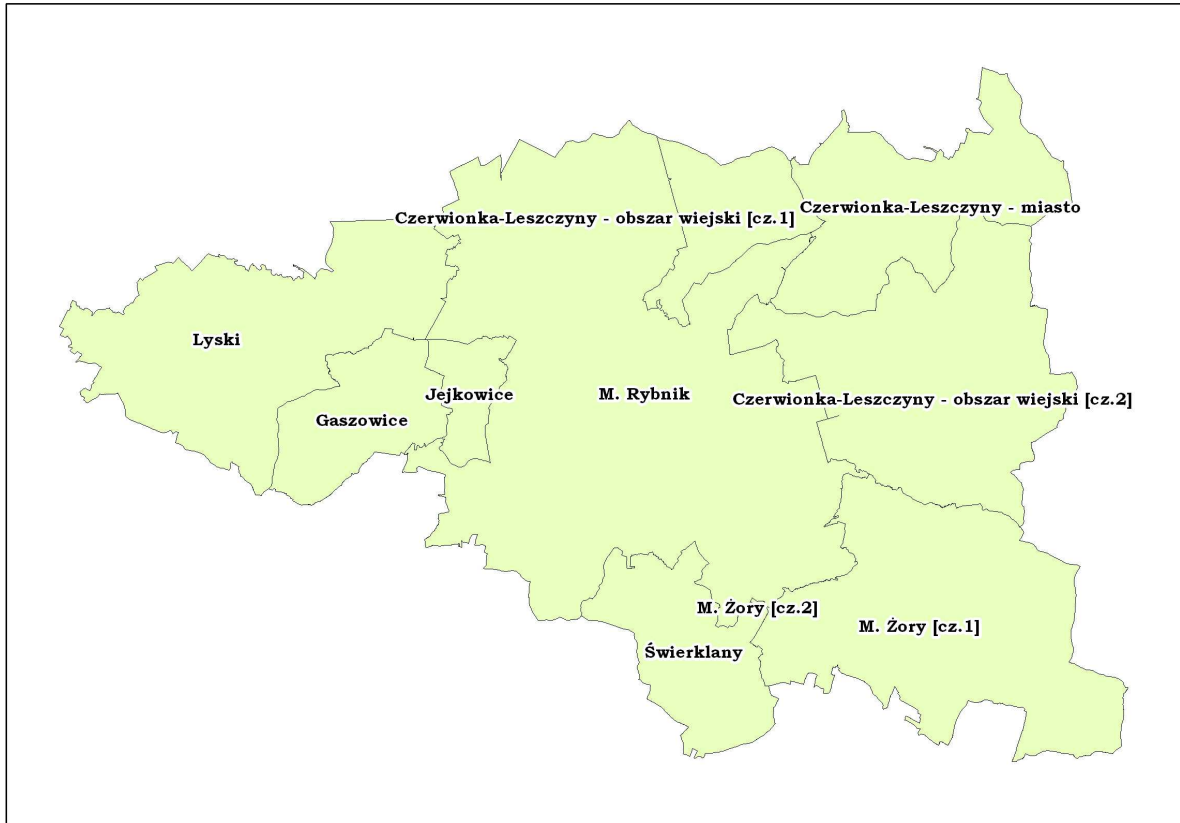 Czerwionka-Leszczyny - miasto
Czerwionka-Leszczyny - obszar wiejski [cz.1]
Lyski
Jejkowice
M. Rybnik
Czerwionka-Leszczyny - obszar wiejski [cz.2]
Gaszowice
M. Żory [cz.2]
M. Żory [cz.1]
Świerklany